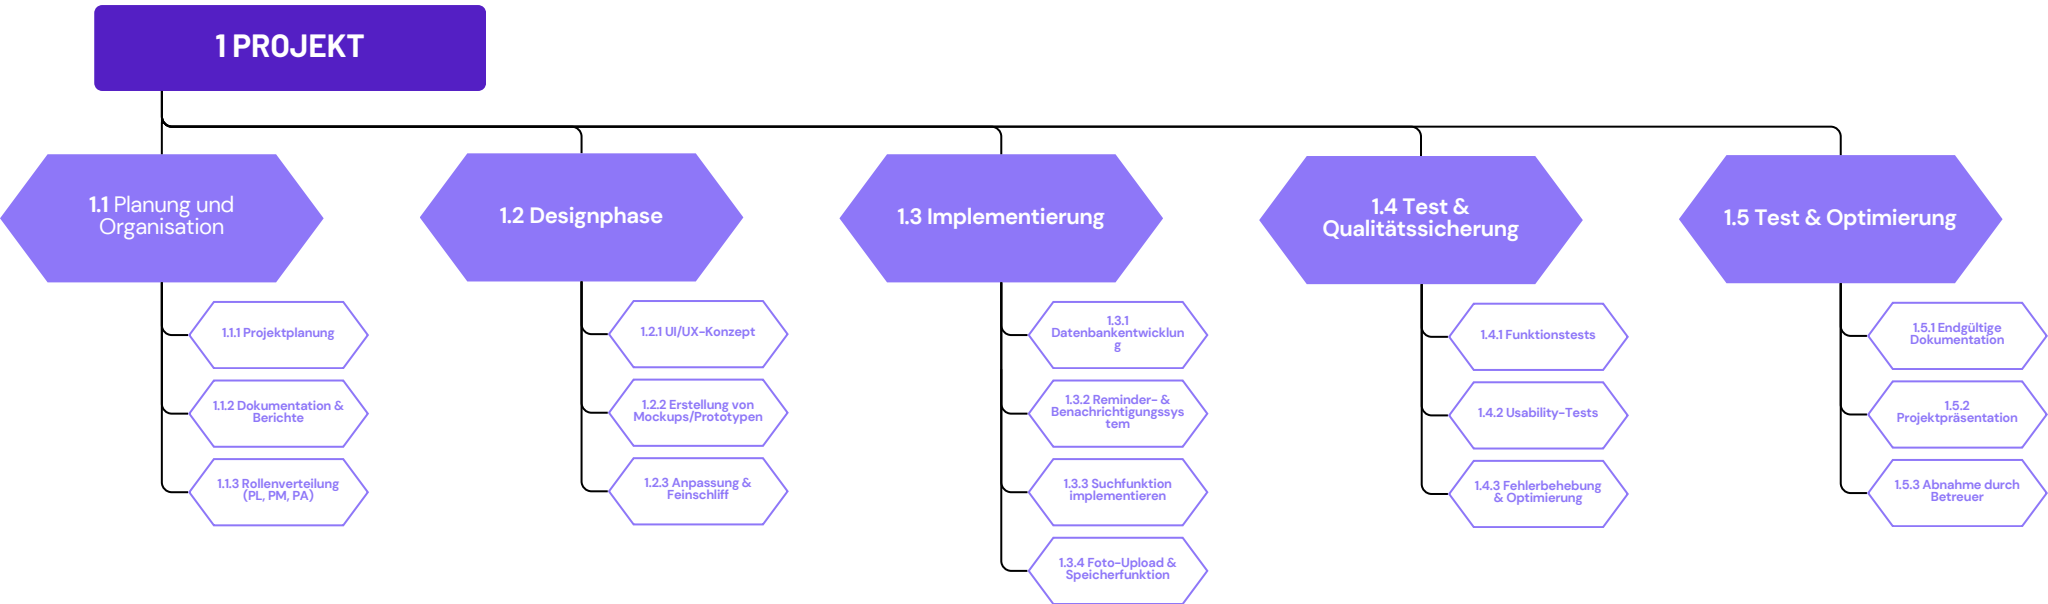 1 PROJEKT
1.1 Planung und
Organisation
1.2 Designphase
1.3 Implementierung
1.4 Test &
Qualitätssicherung
1.5 Test & Optimierung
1.1.1 Projektplanung
1.1.2 Dokumentation &
Berichte
1.1.3 Rollenverteilung
(PL, PM, PA)
1.2.1 UI/UX-Konzept
1.2.2 Erstellung von
Mockups/Prototypen
1.2.3 Anpassung &
Feinschliff
1.3.1
Datenbankentwicklun
g
1.3.2 Reminder- &
Benachrichtigungssys
tem
1.3.3 Suchfunktion
implementieren
1.3.4 Foto-Upload &
Speicherfunktion
1.4.1 Funktionstests
1.4.2 Usability-Tests
1.4.3 Fehlerbehebung
& Optimierung
1.5.1 Endgültige
Dokumentation
1.5.2
Projektpräsentation
1.5.3 Abnahme durch
Betreuer